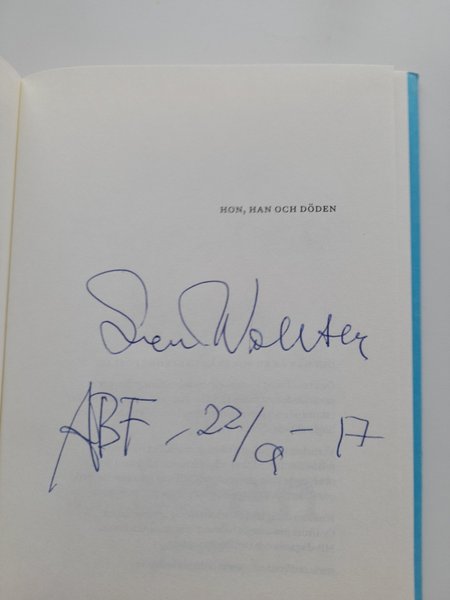 HON, HAN OCH DÖDEN
Sven Wollter
ABF - 22/9 - 17